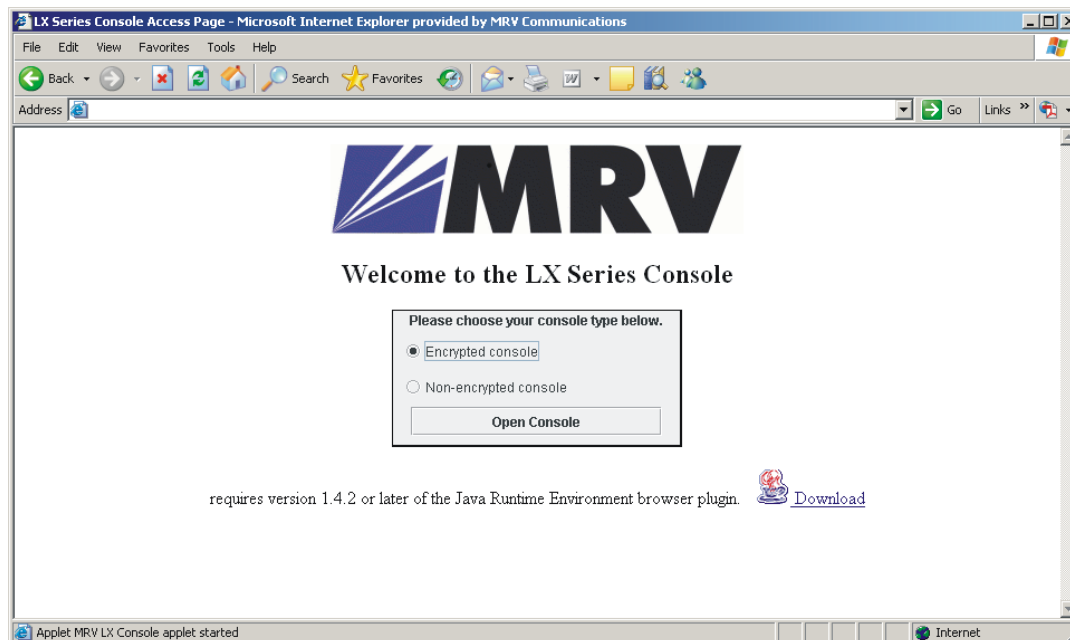 LX Series Console Access Page - Microsoft Internet Explorer provided by MRV Communications
File Edit View Favorites Tools Help
Back Search Favorites W
Address Go Links »
MRV
Welcome to the LX Series Console
Please choose your console type below.
Encrypted console
Non-encrypted console
Open Console
requires version 1.4.2 or later of the Java Runtime Environment browser plugin. Download
Applet MRV LX Console applet started Internet